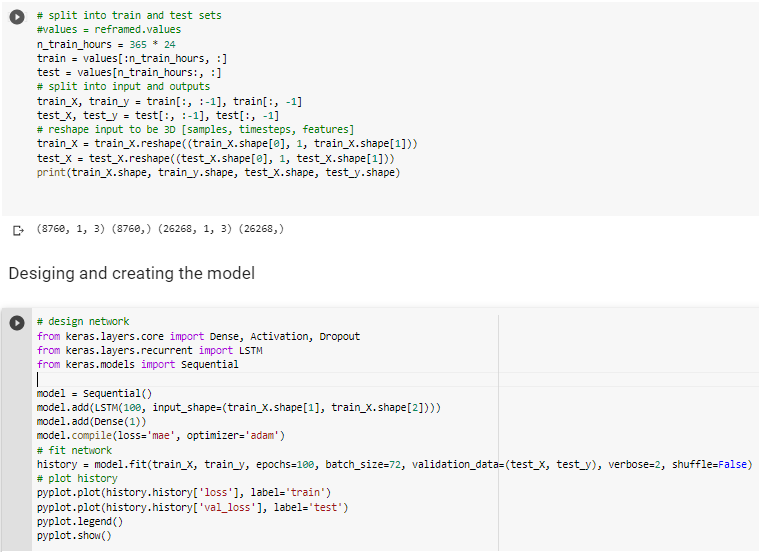 # split into train and test sets
#values = reframed.values
n_train_hours = 365 * 24
train = values[:n_train_hours, :]
test = values[n_train_hours:, :]
# split into input and outputs
train_X, train_y = train[:, :-1], train[:, -1]
test_X, test_y = test[:, :-1], test[:, -1]
# reshape input to be 3D [samples, timesteps, features]
train_X = train_X.reshape((train_X.shape[0], 1, train_X.shape[1]))
test_X = test_X.reshape((test_X.shape[0], 1, test_X.shape[1]))
print(train_X.shape, train_y.shape, test_X.shape, test_y.shape)
(8760, 1, 3) (8760,) (26268, 1, 3) (26268,)
Desiging and creating the model
# design network
from keras.layers.core import Dense, Activation, Dropout
from keras.layers.recurrent import LSTM
from keras.models import Sequential
model = Sequential()
model.add(LSTM(100, input_shape=(train_X.shape[1], train_X.shape[2])))
model.add(Dense(1))
model.compile(loss='mae', optimizer='adam')
# fit network
history = model.fit(train_X, train_y, epochs=100, batch_size=72, validation_data=(test_X, test_y), verbose=2, shuffle=False)
# plot history
pyplot.plot(history.history['loss'], label='train')
pyplot.plot(history.history['val_loss'], label='test')
pyplot.legend()
pyplot.show()